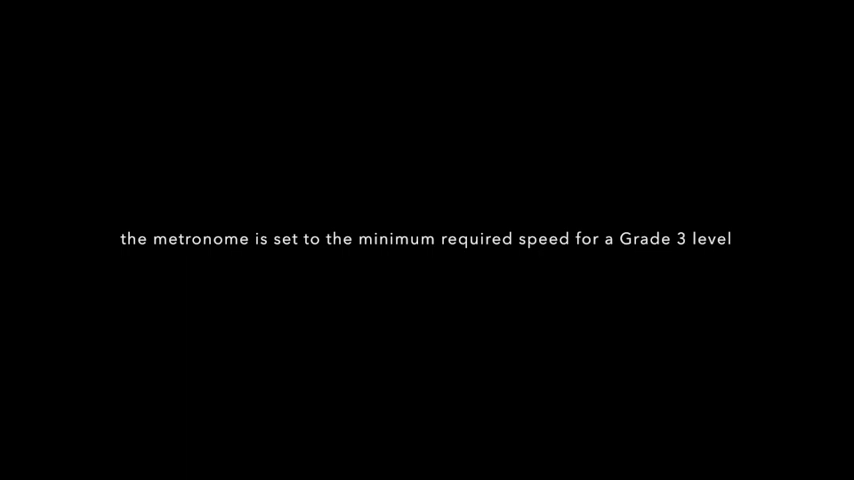 the metronome is set to the minimum required speed for a Grade 3 level